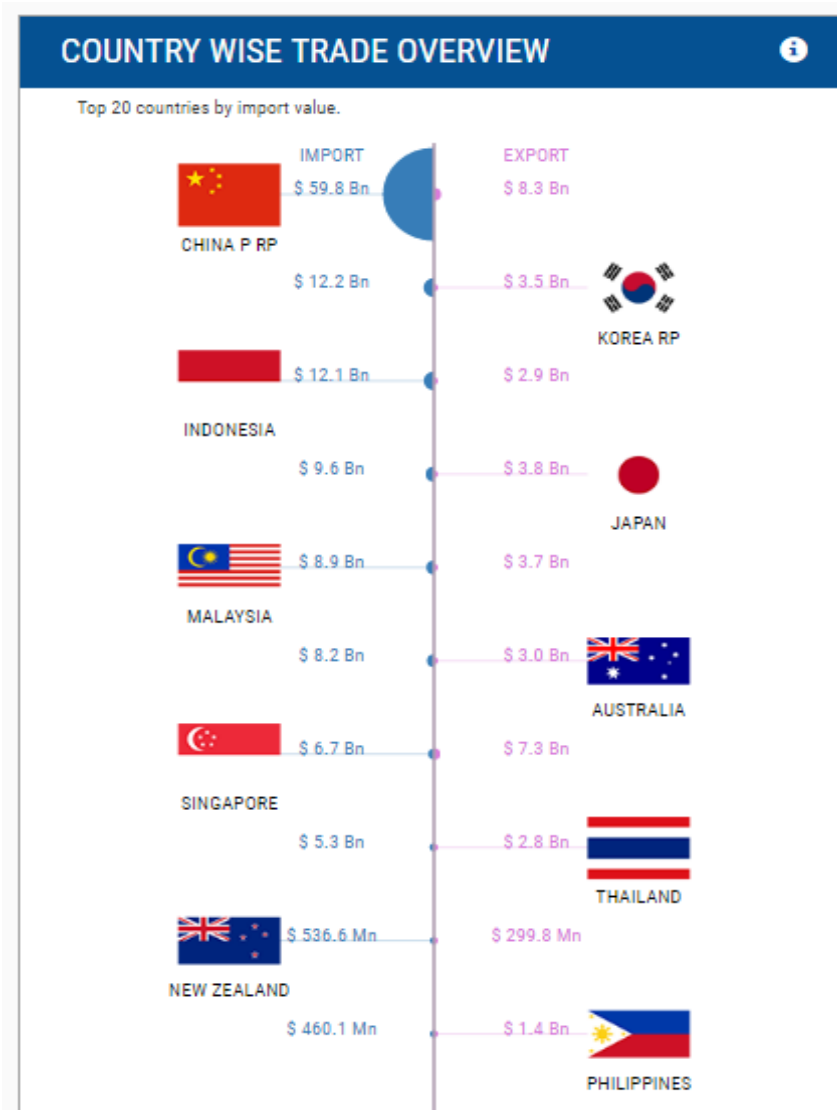 COUNTRY WISE TRADE OVERVIEW
Top 20 countries by import value.
IMPORT EXPORT
$ 59.8 Bn $ 8.3 Bn
CHINA P RP
$ 12.2 Bn $ 3.5 Bn
KOREA RP
$ 12.1 Bn $ 2.9 Bn
INDONESIA
$ 9.6 Bn $ 3.8 Bn
JAPAN
$ 8.9 Bn $ 3.7 Bn
MALAYSIA
$ 8.2 Bn $ 3.0 Bn
AUSTRALIA
$ 6.7 Bn $ 7.3 Bn
SINGAPORE
$ 5.3 Bn $ 2.8 Bn
THAILAND
$ 536.6 Mn $ 299.8 Mn
NEW ZEALAND
$ 460.1 Mn $ 1.4 Bn
PHILIPPINES